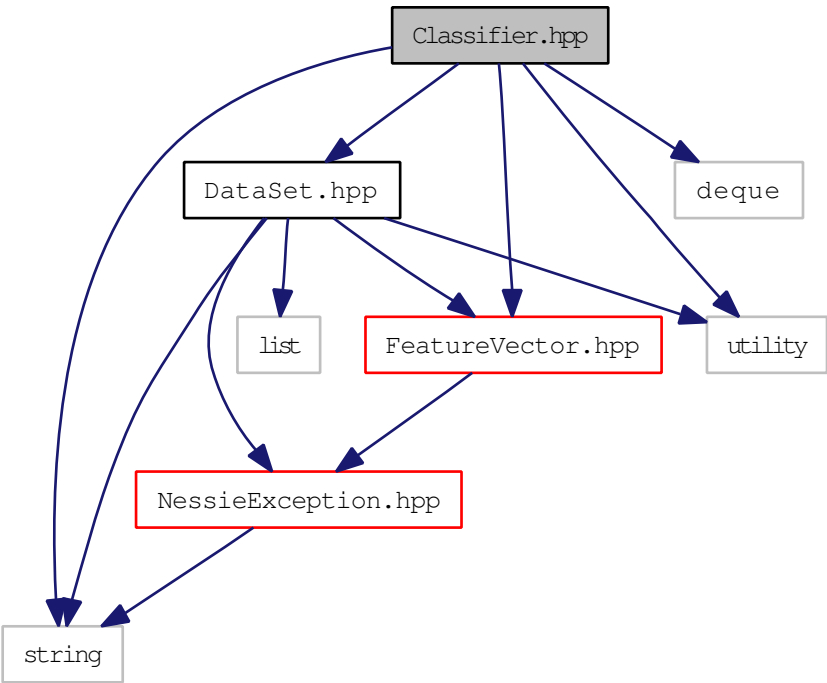 Classifier.hpp
DataSet.hpp
deque
list
FeatureVector.hpp
utility
NessieException.hpp
string